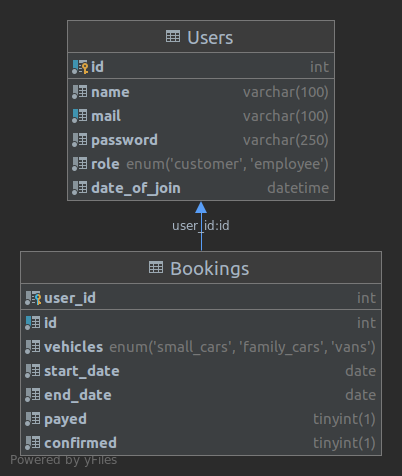 Users
id int
name varchar(100)
mail varchar(100)
password varchar(250)
role enum('customer', 'employee')
date_of_join datetime
user_id:id
Bookings
user_id int
id int
vehicles enum('small_cars', 'family_cars', 'vans')
start_date date
end_date date
payed tinyint(1)
confirmed tinyint(1)
Powered by yFiles